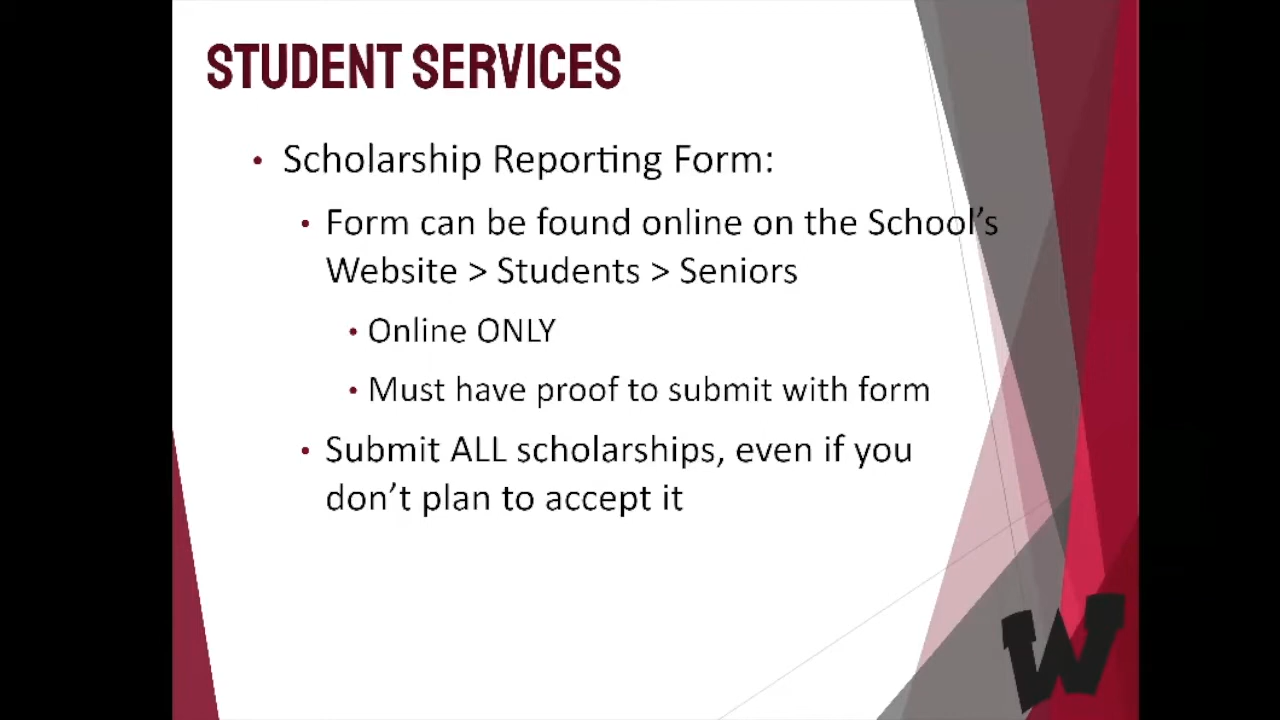 STUDENT SERVICES
• Scholarship Reporting Form:
• Form can be found online on the School's
Website > Students > Seniors
• Online ONLY
• Must have proof to submit with form
• Submit ALL scholarships, even if you
don't plan to accept it
W